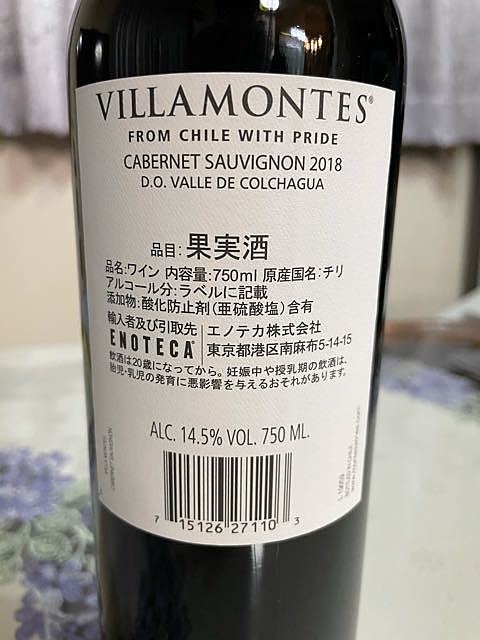 VILLAMONTES®
FROM CHILE WITH PRIDE
CABERNET SAUVIGNON 2018
D.O. VALLE DE COLCHAGUA
品目:果実酒
品名:ワイン 内容量:750ml 原産国名:チリ
アルコール分:ラベルに記載
添加物:酸化防止剤(亜硫酸塩)含有
輸入者及び引取先
ENOTECA
エノテカ株式会社
東京都港区南麻布5-14-15
飲酒は20歳になってから。妊娠中や授乳期の飲酒は、
胎児・乳児の発育に悪影響を与えるおそれがあります。
ALC. 14.5% VOL. 750 ML.
7 15126 27110 3